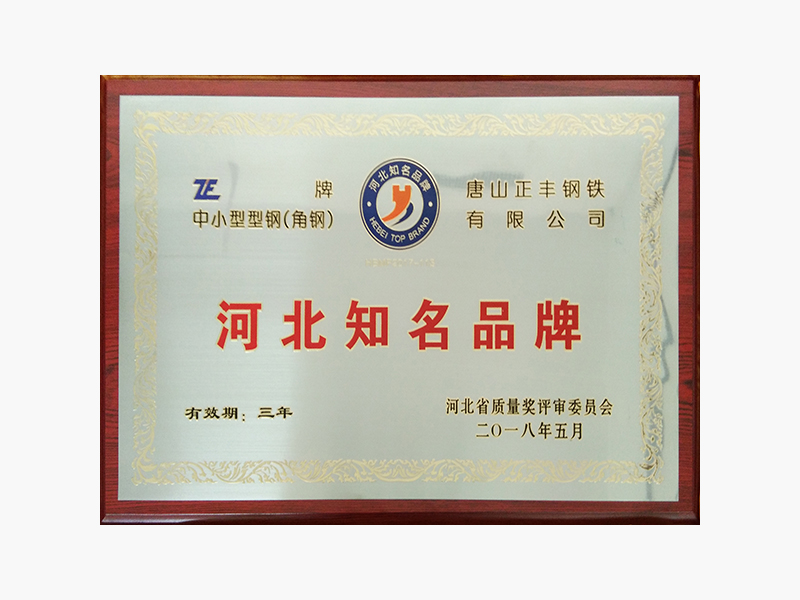 ZE 牌
中小型型钢(角钢)
河北知名品牌
HEBEI TOP BRAND
唐山正丰钢铁
有限公司
河北知名品牌
有效期：三年
河北省质量奖评审委员会
二〇一八年五月